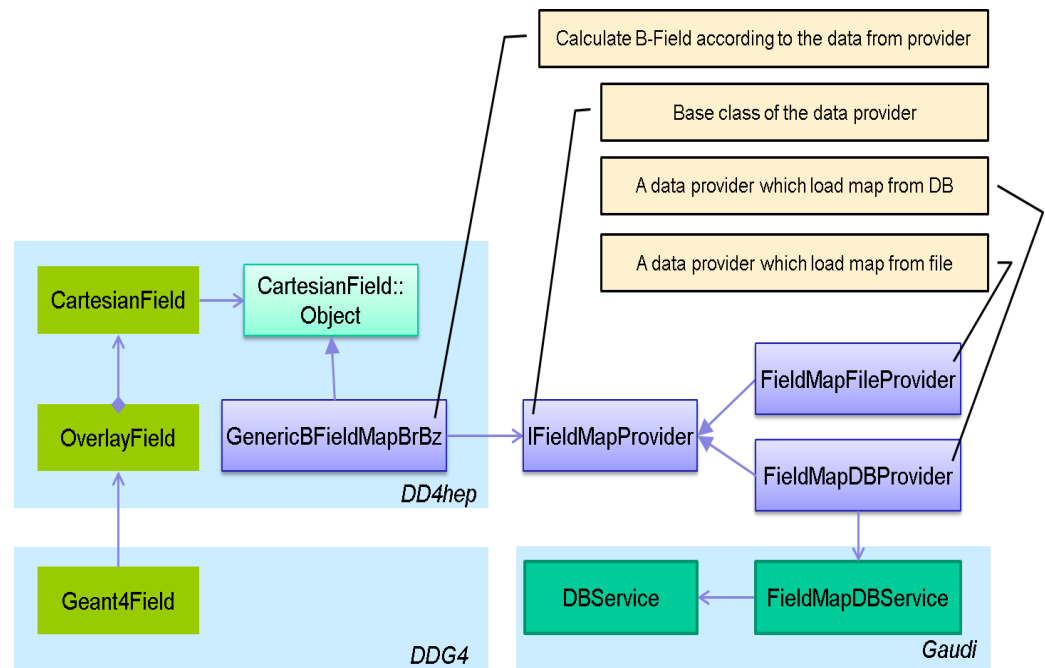 Calculate B-Field according to the data from provider
Base class of the data provider
A data provider which load map from DB
A data provider which load map from file
CartesianField
CartesianField::
Object
FieldMapFileProvider
OverlayField
GenericBFieldMapBrBz
IFieldMapProvider
FieldMapDBProvider
DD4hep
Geant4Field
DBService
FieldMapDBService
DDG4
Gaudi